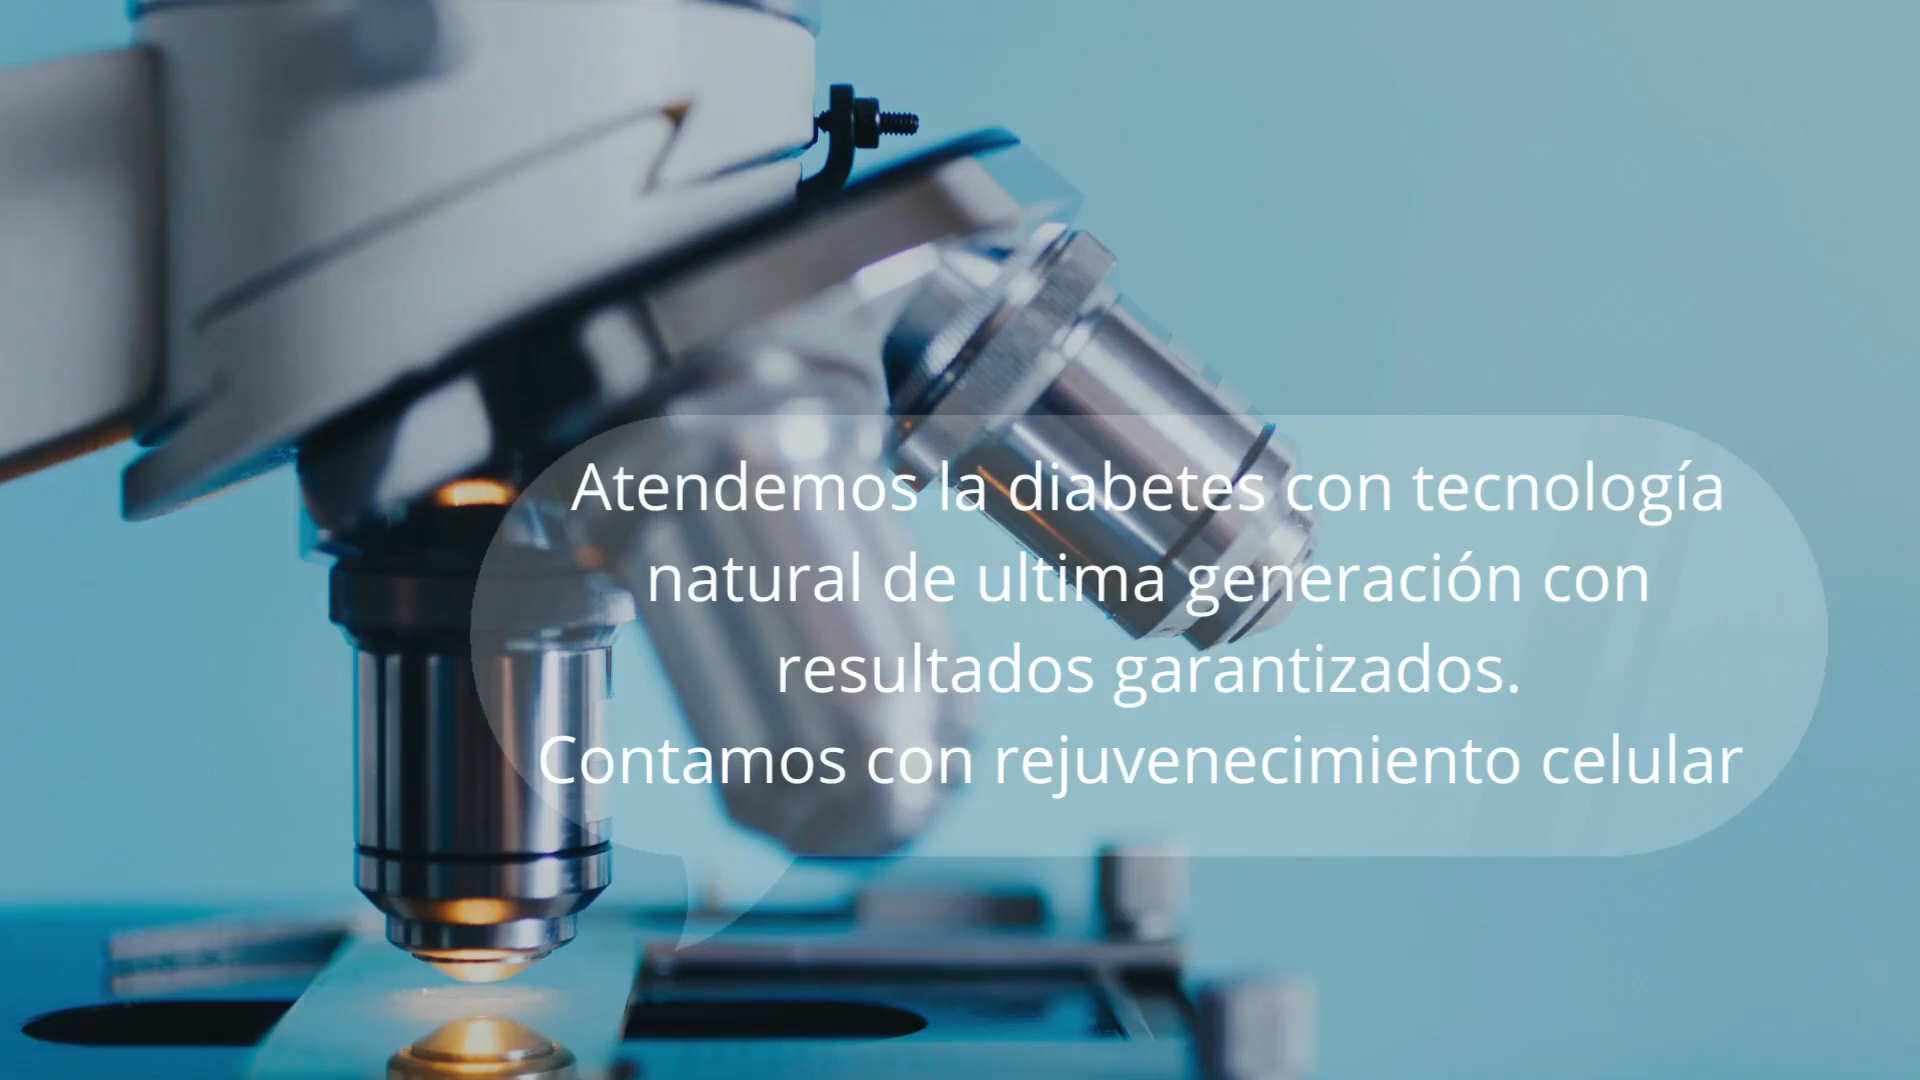 Atendemos la diabetes con tecnología
natural de ultima generación con
resultados garantizados.
Contamos con rejuvenecimiento celular